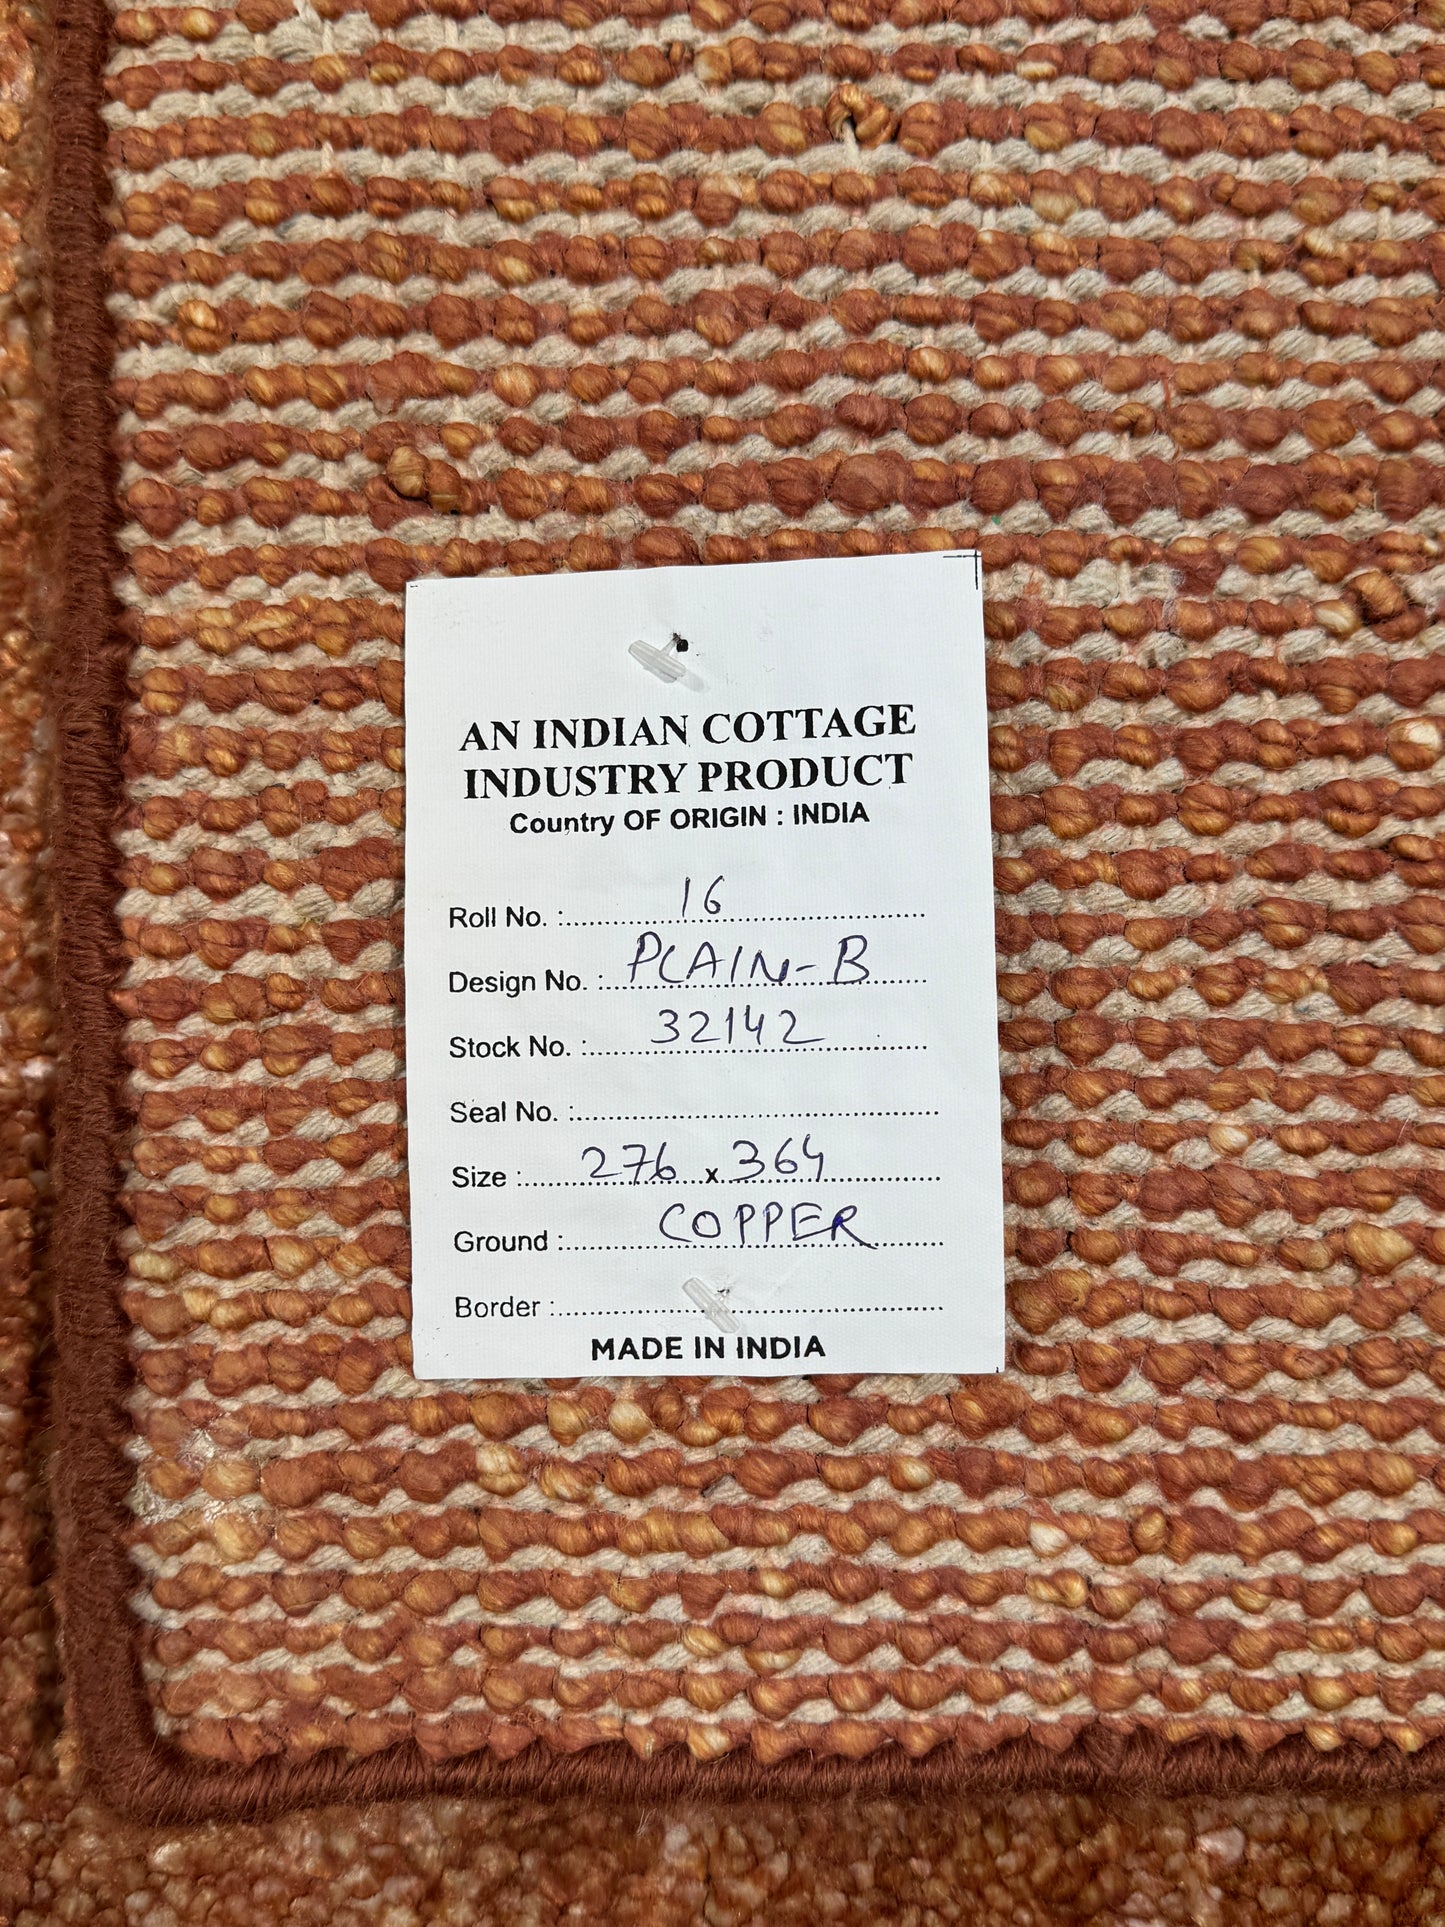 AN INDIAN COTTAGE
INDUSTRY PRODUCT
Country OF ORIGIN : INDIA
Roll No. :.......... 16 ..........
Design No. :.......... PLAIN-B ..........
Stock No. :.......... 32142 ..........
Seal No. :....................
Size :.......... 276 x 364 ..........
Ground :.......... COPPER ..........
Border :....................
MADE IN INDIA